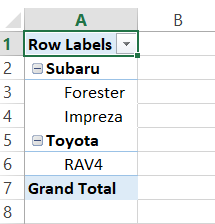 A B
1 Row Labels
2 Subaru
3 Forester
4 Impreza
5 Toyota
6 RAV4
7 Grand Total
8